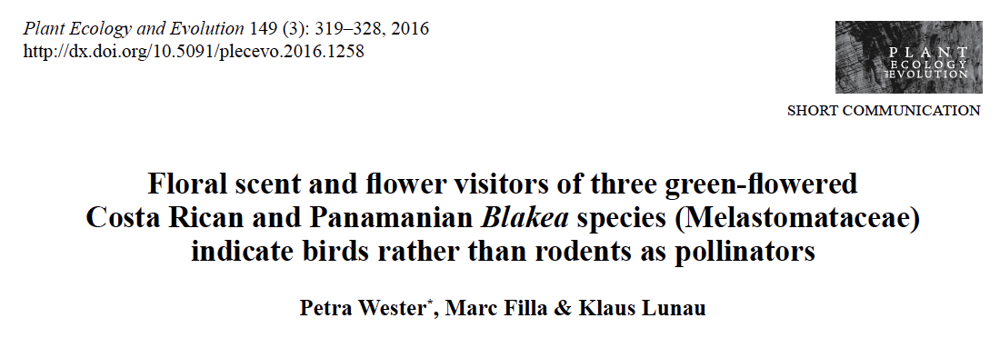 Plant Ecology and Evolution 149 (3): 319–328, 2016
http://dx.doi.org/10.5091/plecevo.2016.1258
PLANT
ECOLOGY
AND EVOLUTION
SHORT COMMUNICATION
Floral scent and flower visitors of three green-flowered
Costa Rican and Panamanian Blakea species (Melastomataceae)
indicate birds rather than rodents as pollinators
Petra Wester*, Marc Filla & Klaus Lunau